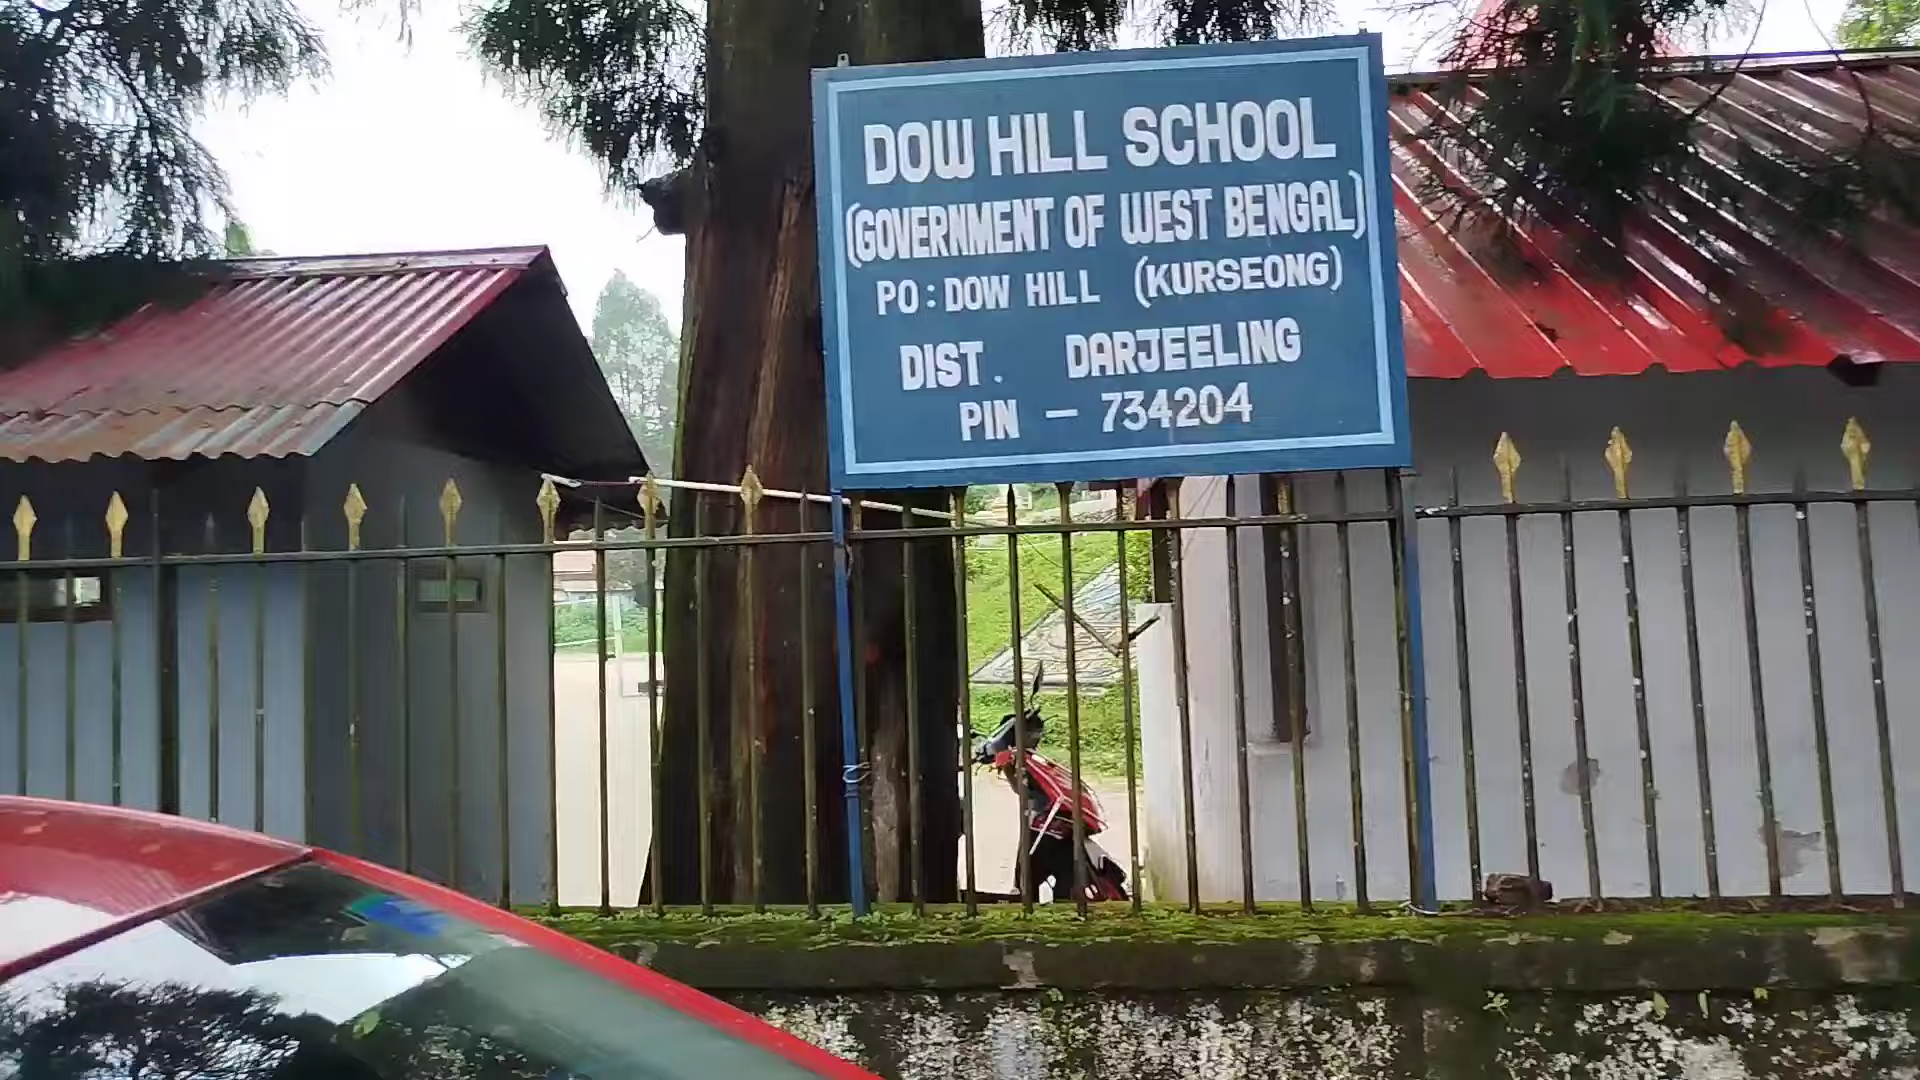 DOW HILL SCHOOL
(GOVERNMENT OF WEST BENGAL)
PO : DOW HILL (KURSEONG)
DIST. DARJEELING
PIN – 734204